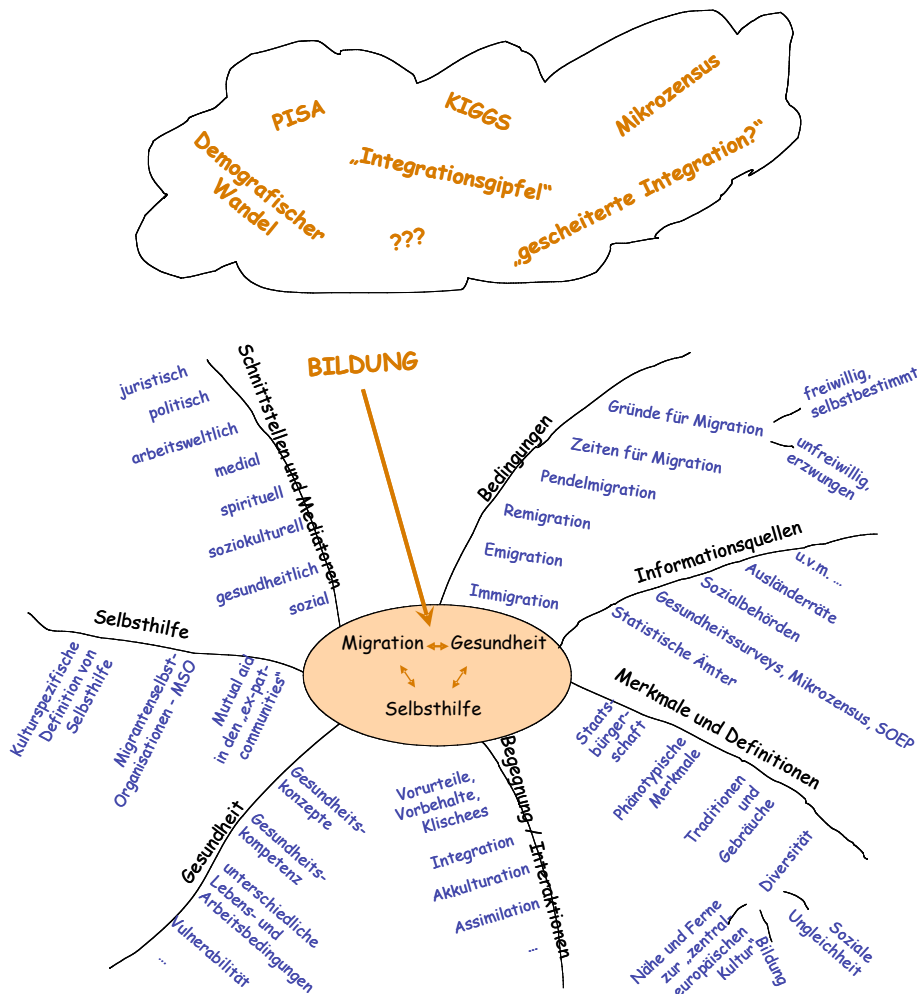 PISA
KIGGS
Mikrozensus
Demografischer
Wandel
„Integrationsgipfel“
„gescheiterte Integration?“
???
BILDUNG
Schnittstellen und Mediatoren
juristisch
politisch
arbeitsweltlich
medial
spirituell
soziokulturell
gesundheitlich
sozial
Bedingungen
Gründe für Migration
freiwillig,
selbstbestimmt
unfreiwillig,
erzwungen
Zeiten für Migration
Pendelmigration
Remigration
Emigration
Immigration
Informationsquellen
u.v.m. ...
Ausländerräte
Sozialbehörden
Gesundheitssurveys, Mikrozensus, SOEP
Statistische Ämter
Migration
Gesundheit
Selbsthilfe
Selbsthilfe
Kulturspezifische
Definition von
Selbsthilfe
Migrantenselbst-
Organisationen - MSO
Mutual aid
in den „ex-pat-
communities“
Merkmale und Definitionen
Staats-
bürger-
schaft
Phänotypische
Merkmale
Traditionen
und
Gebräuche
Diversität
Nähe und Ferne
zur „zentral-
europäischen
Kultur“
Bildung
Soziale
Ungleichheit
Gesundheit
Gesundheits-
konzepte
Gesundheits-
kompetenz
unterschiedliche
Lebens- und
Arbeitsbedingungen
Vulnerabilität
...
Begegnung / Interaktionen
Vorurteile,
Vorbehalte,
Klischees
Integration
Akkulturation
Assimilation
...